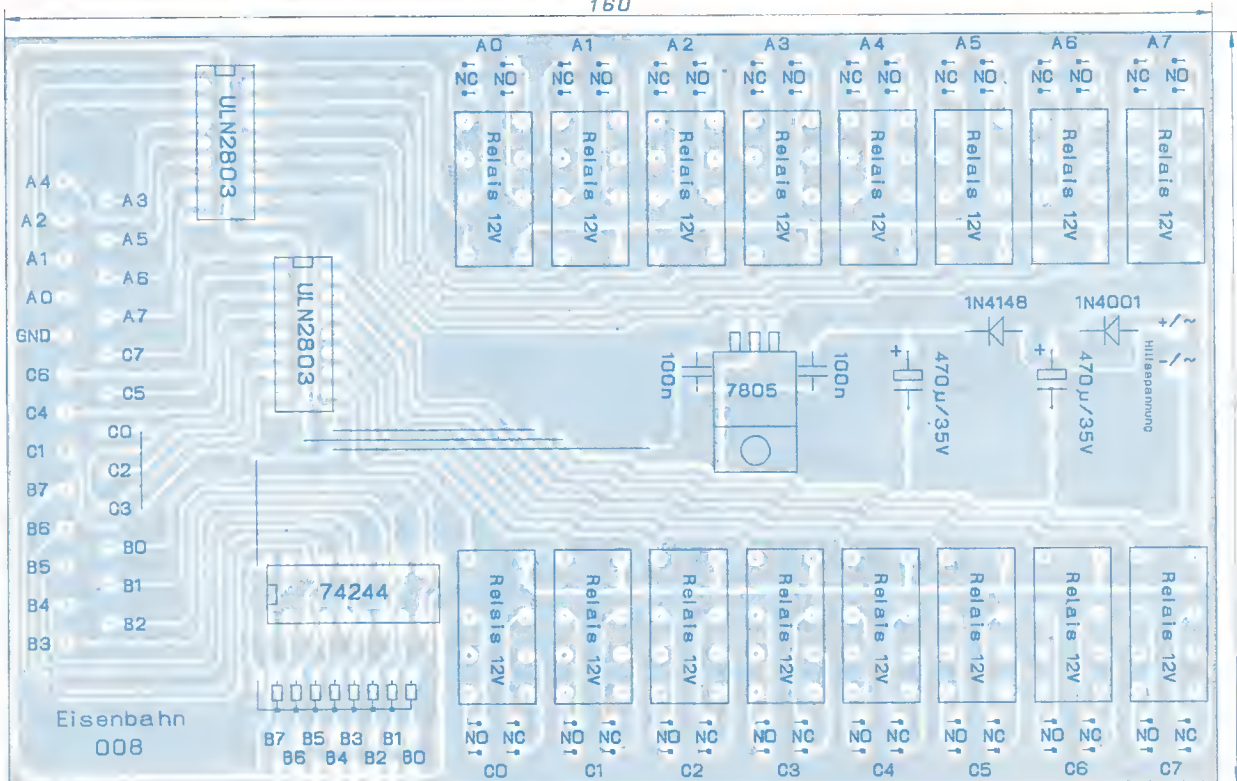 160
A0 A1 A2 A3 A4 A5 A6 A7
NC NO NC NO NC NO NC NO NC NO NC NO NC NO NC NO
ULN2803
Relais 12V
Relais 12V
Relais 12V
Relais 12V
Relais 12V
Relais 12V
Relais 12V
Relais 12V
A4
A3
A2
A5
A1
A6
A0
A7
GND
C7
C6
C5
C4
C0
C1
C2
B7
C3
B6
B0
B5
B1
B4
B2
B3
ULN2803
100n
7805
100n
+
470µ/35V
1N4148
+
470µ/35V
1N4001
+/~
-/~
Hilfsspannung
74244
Relais 12V
Relais 12V
Relais 12V
Relais 12V
Relais 12V
Relais 12V
Relais 12V
Relais 12V
Eisenbahn
008
B7 B5 B3 B1
B6 B4 B2 B0
NO NC NO NC NO NC NO NC NO NC NO NC NO NC NO NC
C0 C1 C2 C3 C4 C5 C6 C7